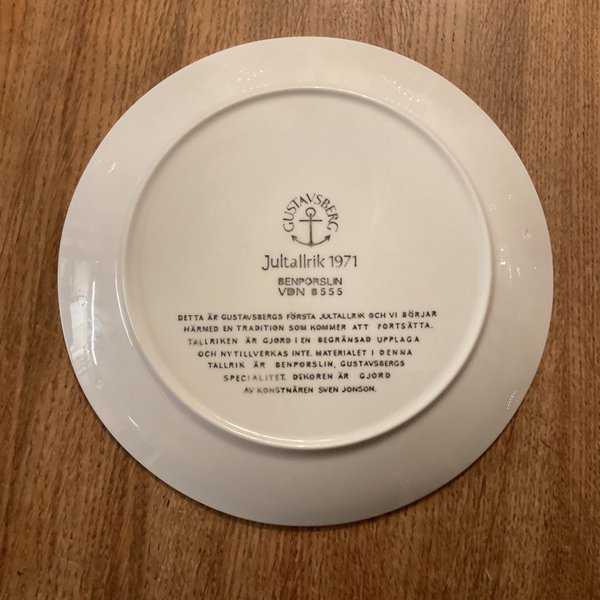 GUSTAVSBERG
Jultallrik 1971
BENPORSLIN
VDN 8555
DETTA ÄR GUSTAVSBERGS FÖRSTA JULTALLRIK OCH VI BÖRJAR
HÄRMED EN TRADITION SOM KOMMER ATT FORTSÄTTA.
TALLRIKEN ÄR GJORD I EN BEGRÄNSAD UPPLAGA
OCH NYTILLVERKAS INTE. MATERIALET I DENNA
TALLRIK ÄR BENPORSLIN, GUSTAVSBERGS
SPECIALITET. DEKOREN ÄR GJORD
AV KONSTNÄREN SVEN JONSON.